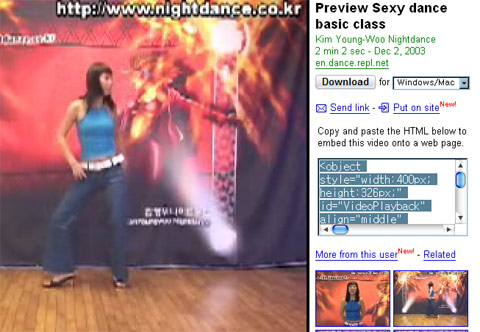 http://www.nightdance.co.kr
Preview Sexy dance
basic class
Kim Young-Woo Nightdance
2 min 2 sec - Dec 2, 2003
en.dance.repl.net
Download for Windows/Mac
Send link - Put on site New!
Copy and paste the HTML below to
embed this video onto a web page.
<object
style="width:400px;
height:326px;"
id="VideoPlayback"
align="middle"
More from this user New! - Related